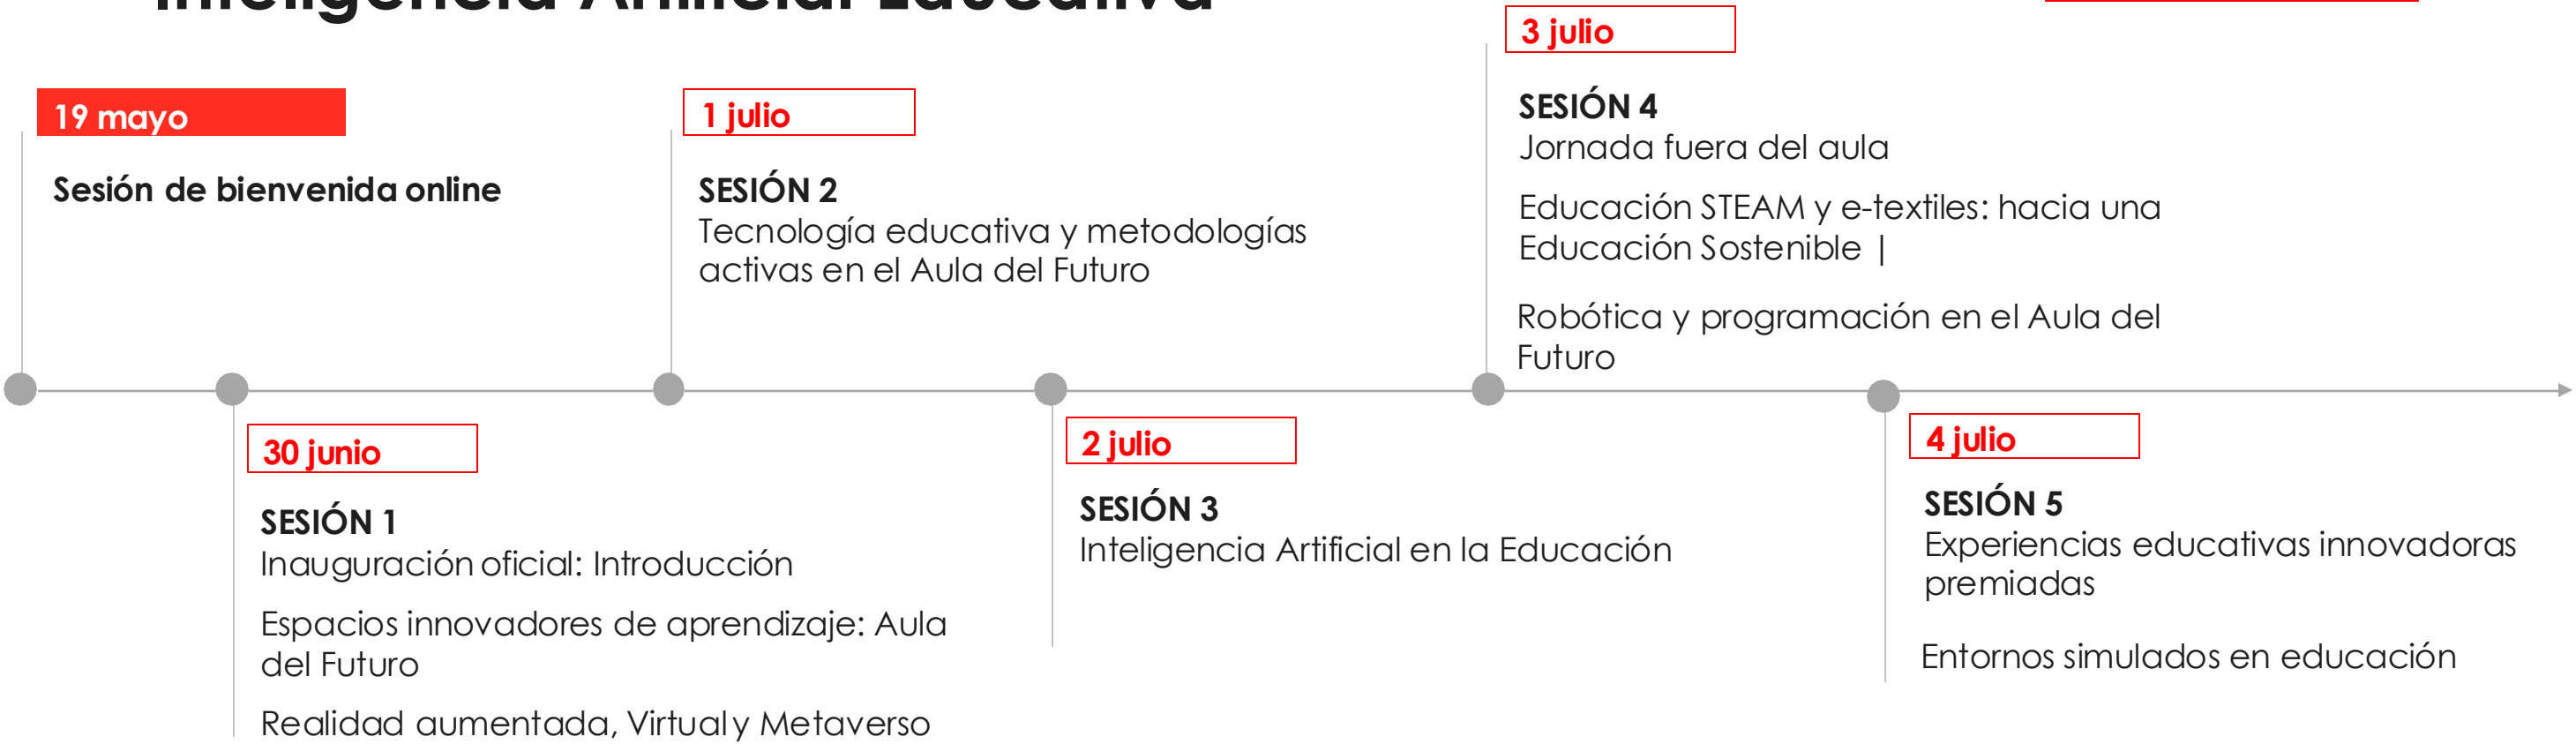 Inteligencia Artificial Educativa
19 mayo
Sesión de bienvenida online
30 junio
SESIÓN 1
Inauguración oficial: Introducción
Espacios innovadores de aprendizaje: Aula
del Futuro
Realidad aumentada, Virtual y Metaverso
1 julio
SESIÓN 2
Tecnología educativa y metodologías
activas en el Aula del Futuro
2 julio
SESIÓN 3
Inteligencia Artificial en la Educación
3 julio
SESIÓN 4
Jornada fuera del aula
Educación STEAM y e-textiles: hacia una
Educación Sostenible |
Robótica y programación en el Aula del
Futuro
4 julio
SESIÓN 5
Experiencias educativas innovadoras
premiadas
Entornos simulados en educación